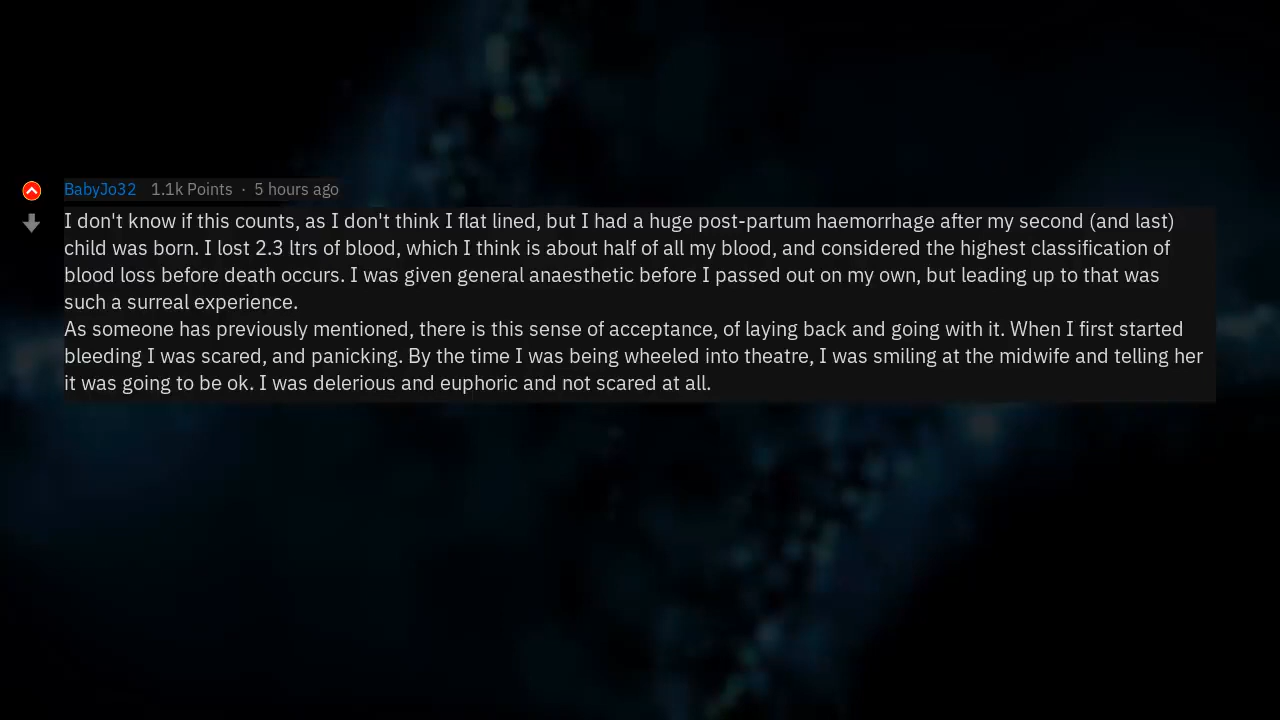 BabyJo32 1.1k Points · 5 hours ago
I don't know if this counts, as I don't think I flat lined, but I had a huge post-partum haemorrhage after my second (and last)
child was born. I lost 2.3 ltrs of blood, which I think is about half of all my blood, and considered the highest classification of
blood loss before death occurs. I was given general anaesthetic before I passed out on my own, but leading up to that was
such a surreal experience.
As someone has previously mentioned, there is this sense of acceptance, of laying back and going with it. When I first started
bleeding I was scared, and panicking. By the time I was being wheeled into theatre, I was smiling at the midwife and telling her
it was going to be ok. I was delerious and euphoric and not scared at all.